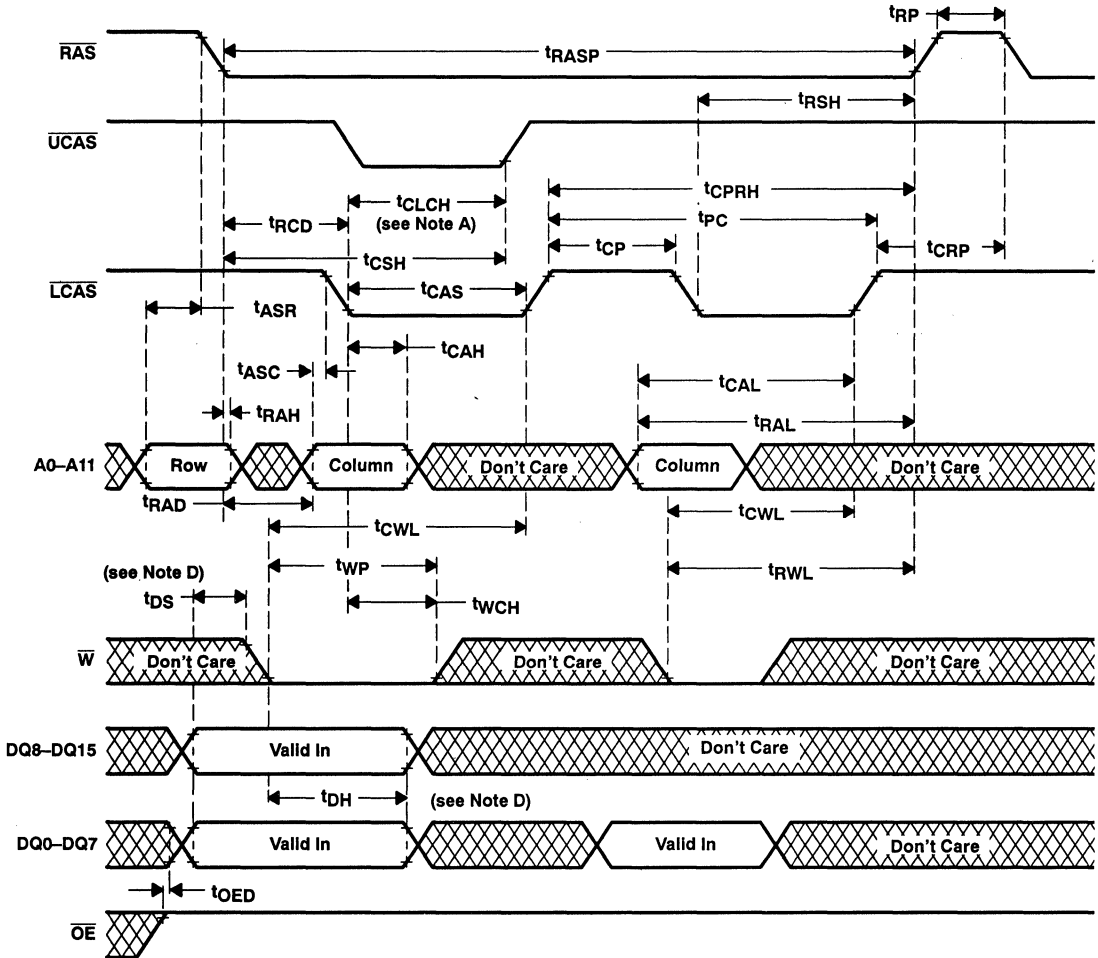 tRP
RAS
tRASP
tRSH
UCAS
tCPRH
tCLCH
(see Note A)
tRCD
tPC
tCP
tCRP
tCSH
LCAS
tCAS
tASR
tCAH
tASC
tCAL
tRAH
tRAL
A0–A11
Row
Column
Don't Care
Column
Don't Care
tRAD
tCWL
tCWL
tWP
tRWL
(see Note D)
tDS
tWCH
W
Don't Care
Don't Care
Don't Care
DQ8–DQ15
Valid In
Don't Care
tDH
(see Note D)
DQ0–DQ7
Valid In
Valid In
Don't Care
tOED
OE